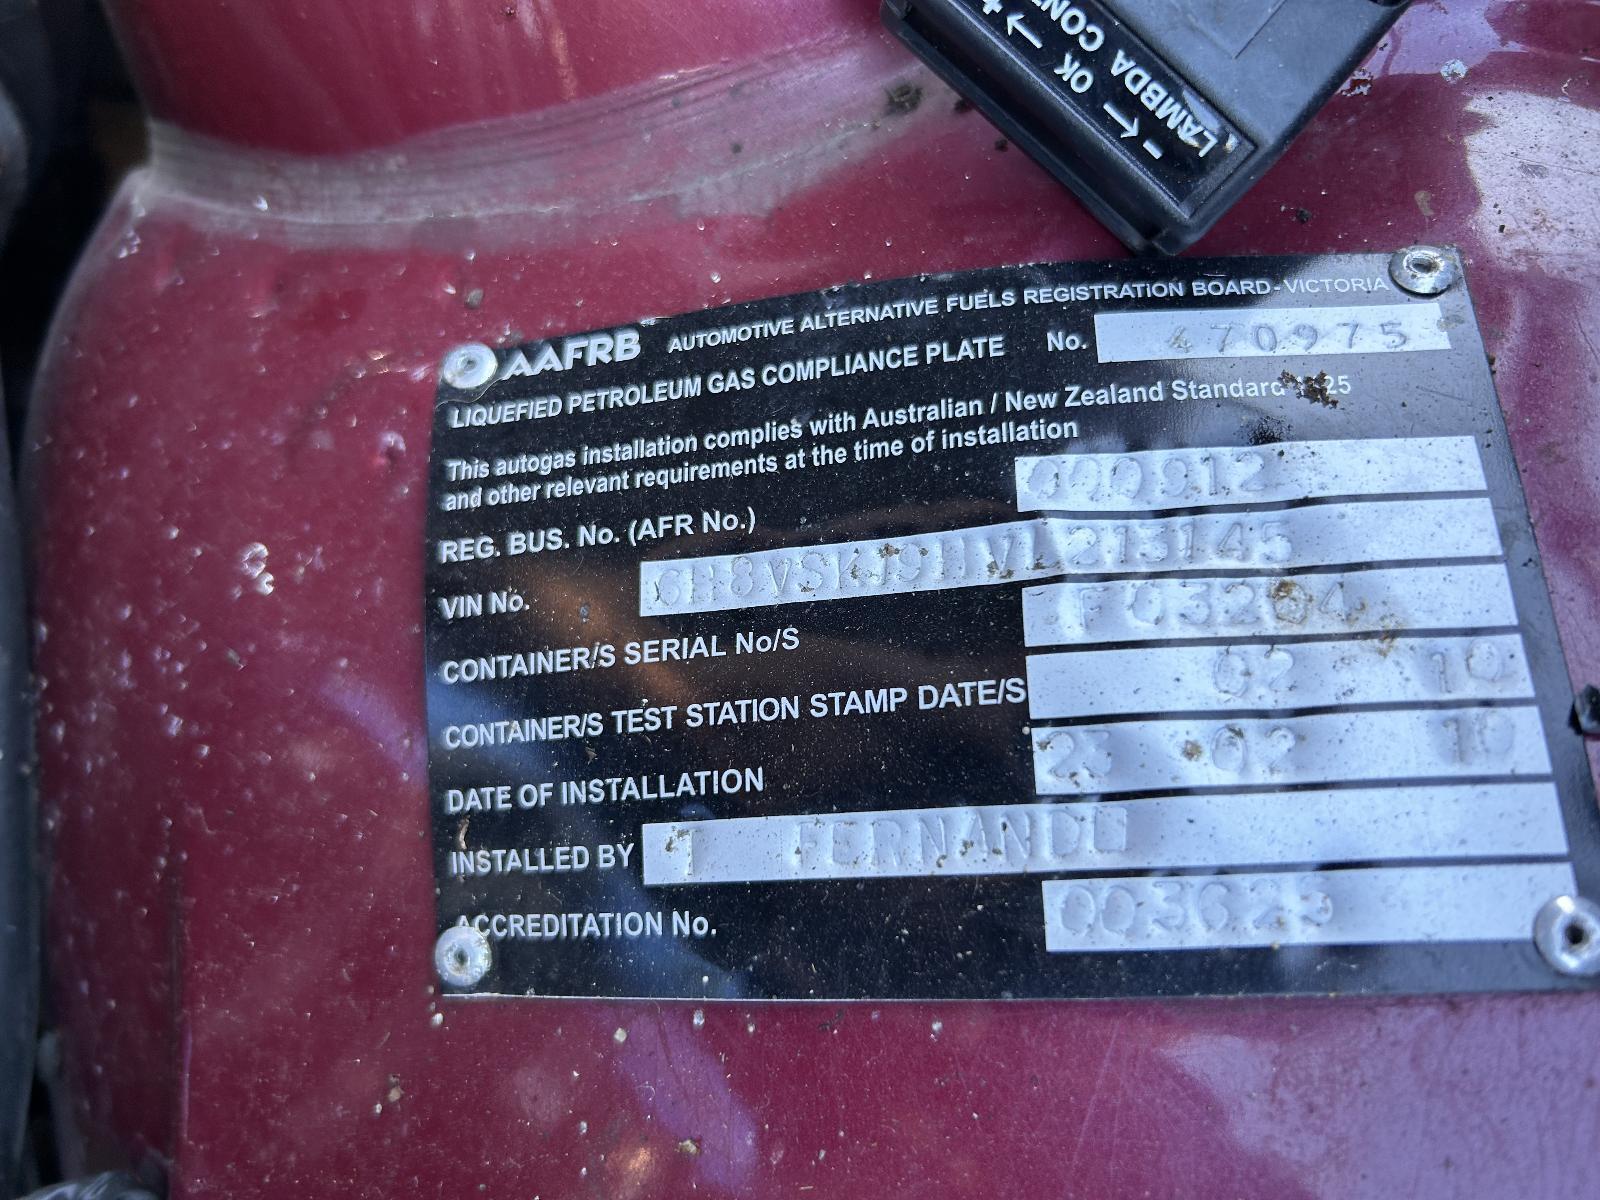 +
→
OK
←
-
LAMBDA CONT
AAFRB AUTOMOTIVE ALTERNATIVE FUELS REGISTRATION BOARD-VICTORIA
LIQUEFIED PETROLEUM GAS COMPLIANCE PLATE No. 470975
This autogas installation complies with Australian / New Zealand Standard
and other relevant requirements at the time of installation
REG. BUS. No. (AFR No.) 000912
VIN No.
CONTAINER/S SERIAL No/S F03204
CONTAINER/S TEST STATION STAMP DATE/S 02 10
DATE OF INSTALLATION 23 02 10
INSTALLED BY T FERNANDO
ACCREDITATION No. 003623